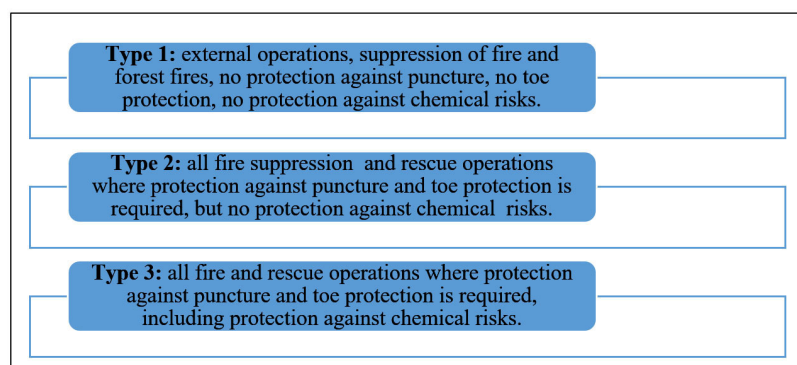 Type 1: external operations, suppression of fire and
forest fires, no protection against puncture, no toe
protection, no protection against chemical risks.
Type 2: all fire suppression and rescue operations
where protection against puncture and toe protection is
required, but no protection against chemical risks.
Type 3: all fire and rescue operations where protection
against puncture and toe protection is required,
including protection against chemical risks.